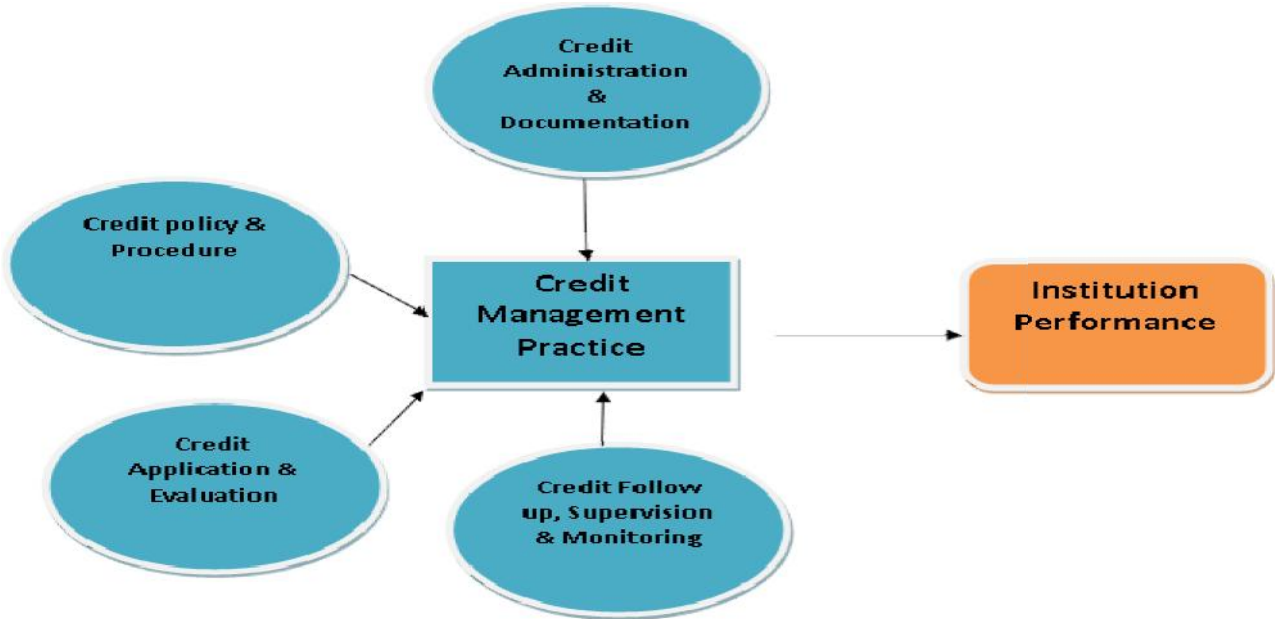 Credit
Administration
&
Documentation
Credit policy &
Procedure
Credit
Management
Practice
Institution
Performance
Credit
Application &
Evaluation
Credit Follow
up, Supervision
& Monitoring